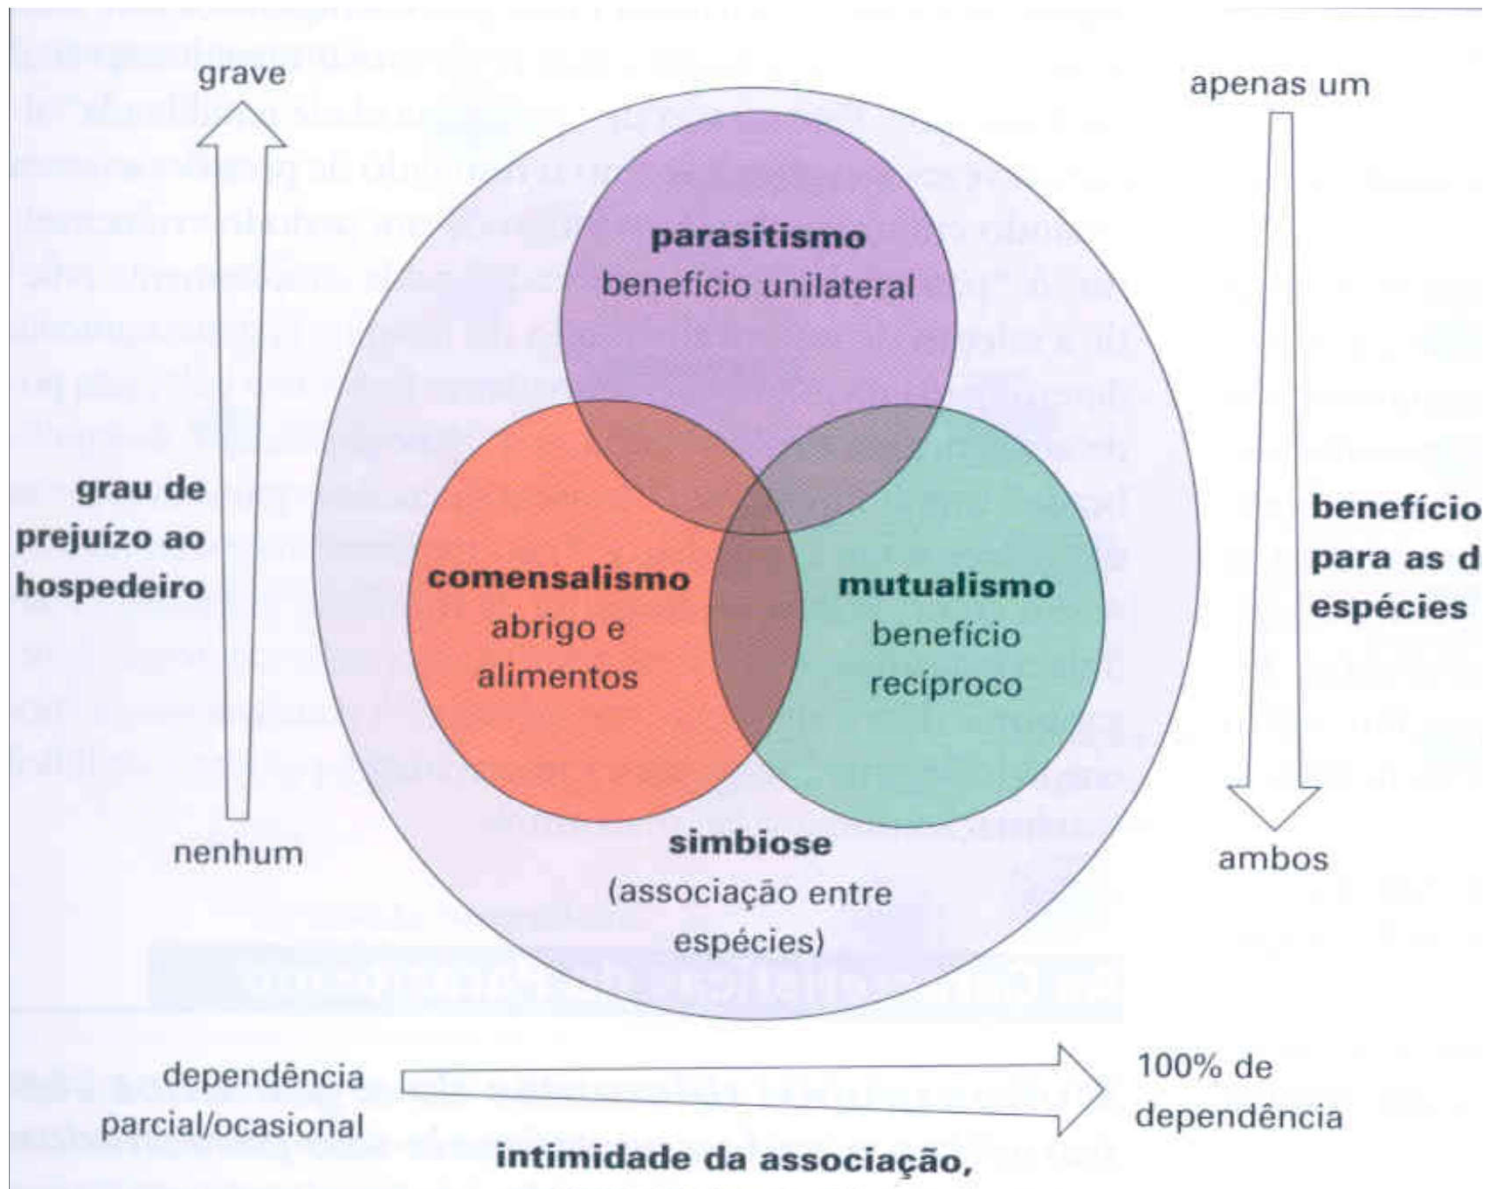 grave
apenas um
parasitismo
benefício unilateral
grau de
prejuízo ao
hospedeiro
benefício
para as d
espécies
comensalismo
abrigo e
alimentos
mutualismo
benefício
recíproco
nenhum
simbiose
(associação entre
espécies)
ambos
dependência
parcial/ocasional
100% de
dependência
intimidade da associação,